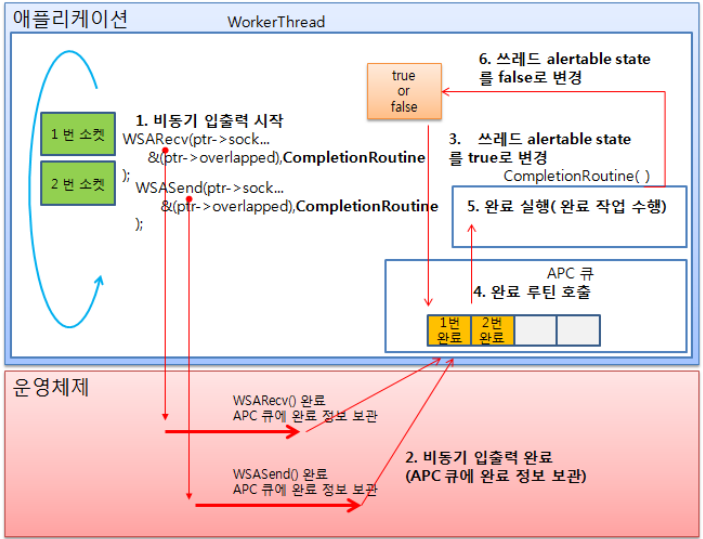 애플리케이션
WorkerThread
1 번 소켓
2 번 소켓
1. 비동기 입출력 시작
WSARecv(ptr->sock...
&(ptr->overlapped),CompletionRoutine
);
WSASend(ptr->sock...
&(ptr->overlapped),CompletionRoutine
);
true
or
false
6. 쓰레드 alertable state
를 false로 변경
3. 쓰레드 alertable state
를 true로 변경
CompletionRoutine( )
5. 완료 실행( 완료 작업 수행)
APC 큐
4. 완료 루틴 호출
1번
완료
2번
완료
운영체제
WSARecv() 완료
APC 큐에 완료 정보 보관
WSASend() 완료
APC 큐에 완료 정보 보관
2. 비동기 입출력 완료
(APC 큐에 완료 정보 보관)